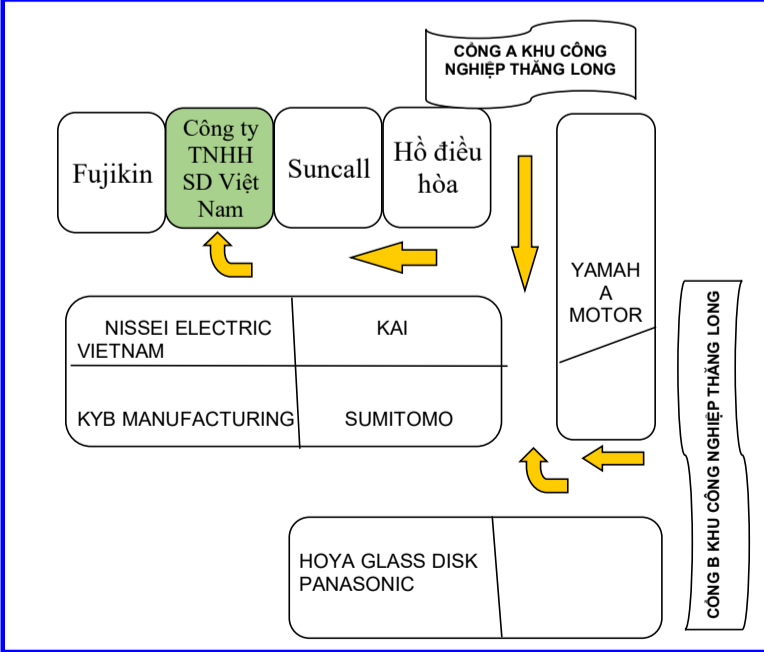 CỔNG A KHU CÔNG
NGHIỆP THĂNG LONG
Fujikin
Công ty
TNHH
SD Việt
Nam
Suncall
Hồ điều
hòa
YAMAH
A
MOTOR
NISSEI ELECTRIC
VIETNAM
KAI
KYB MANUFACTURING
SUMITOMO
CỔNG B KHU CÔNG NGHIỆP THĂNG LONG
HOYA GLASS DISK
PANASONIC